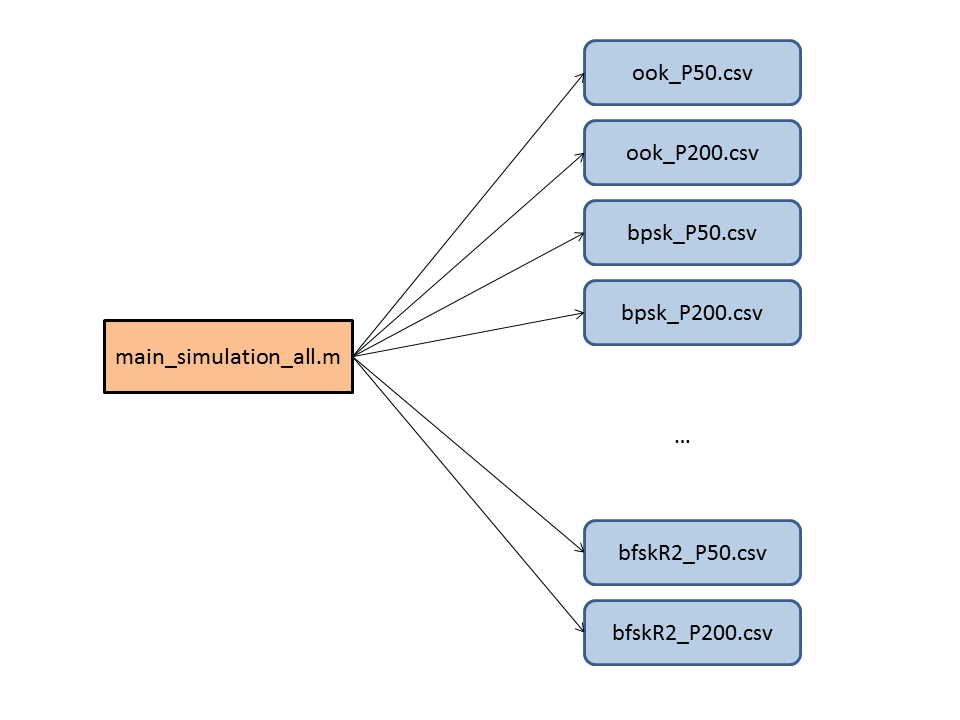 ook_P50.csv
ook_P200.csv
bpsk_P50.csv
bpsk_P200.csv
main_simulation_all.m
...
bfskR2_P50.csv
bfskR2_P200.csv